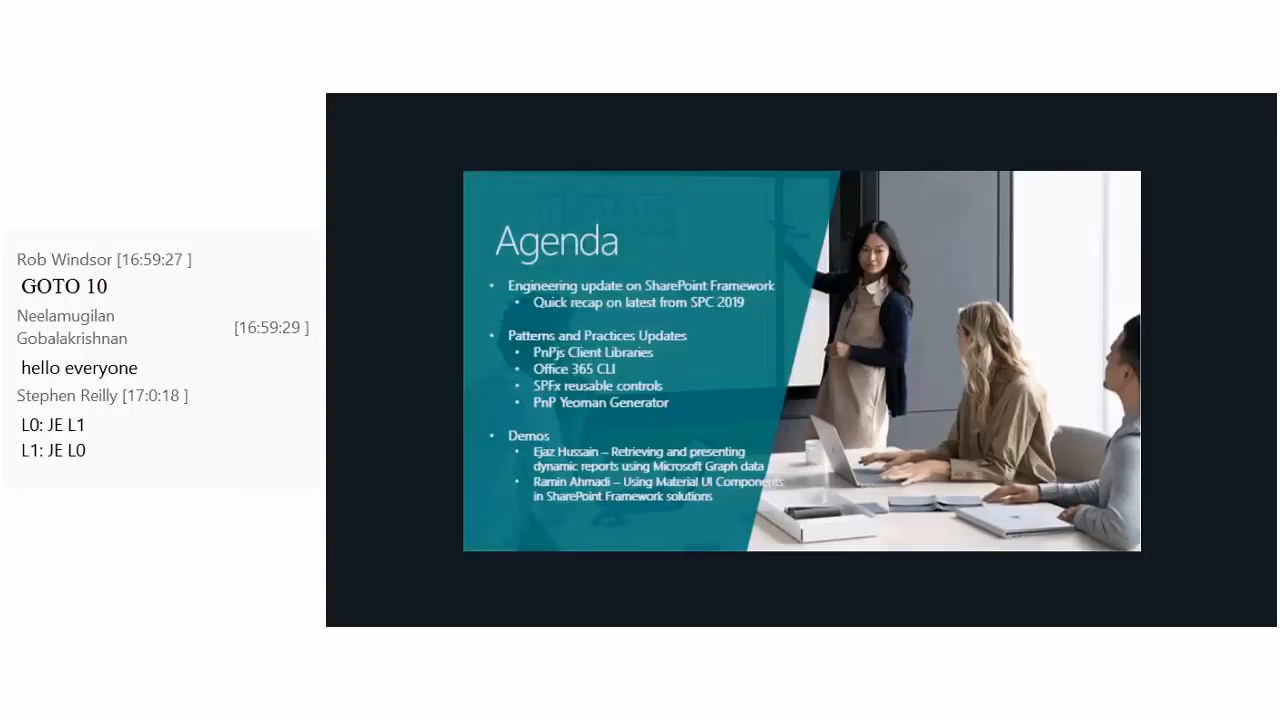 Rob Windsor [16:59:27 ]
GOTO 10
Neelamugilan
Gobalakrishnan
[16:59:29 ]
hello everyone
Stephen Reilly [17:0:18 ]
L0: JE L1
L1: JE L0
Agenda
• Engineering update on SharePoint Framework
• Quick recap on latest from SPC 2019
• Patterns and Practices Updates
• PnPjs Client Libraries
• Office 365 CLI
• SPFx reusable controls
• PnP Yeoman Generator
• Demos
• Ejaz Hussain – Retrieving and presenting
dynamic reports using Microsoft Graph data
• Ramin Ahmadi – Using Material UI Components
in SharePoint Framework solutions